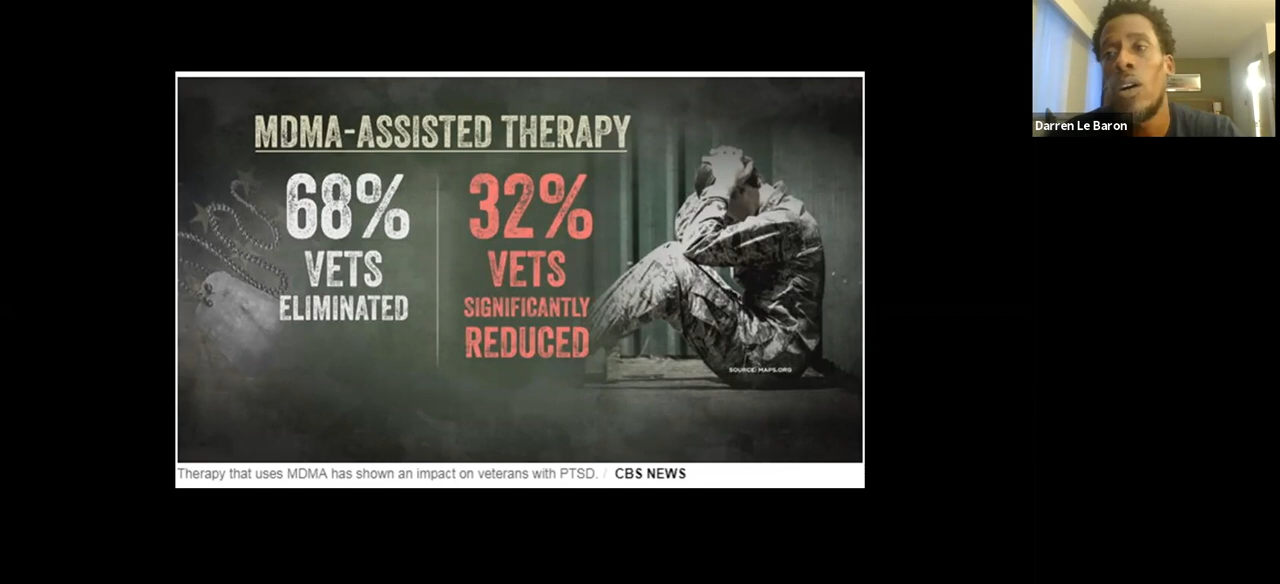 MDMA-ASSISTED THERAPY
68%
VETS
ELIMINATED
32%
VETS
SIGNIFICANTLY
REDUCED
SOURCE: MAPS.ORG
Therapy that uses MDMA has shown an impact on veterans with PTSD. / CBS NEWS
Darren Le Baron